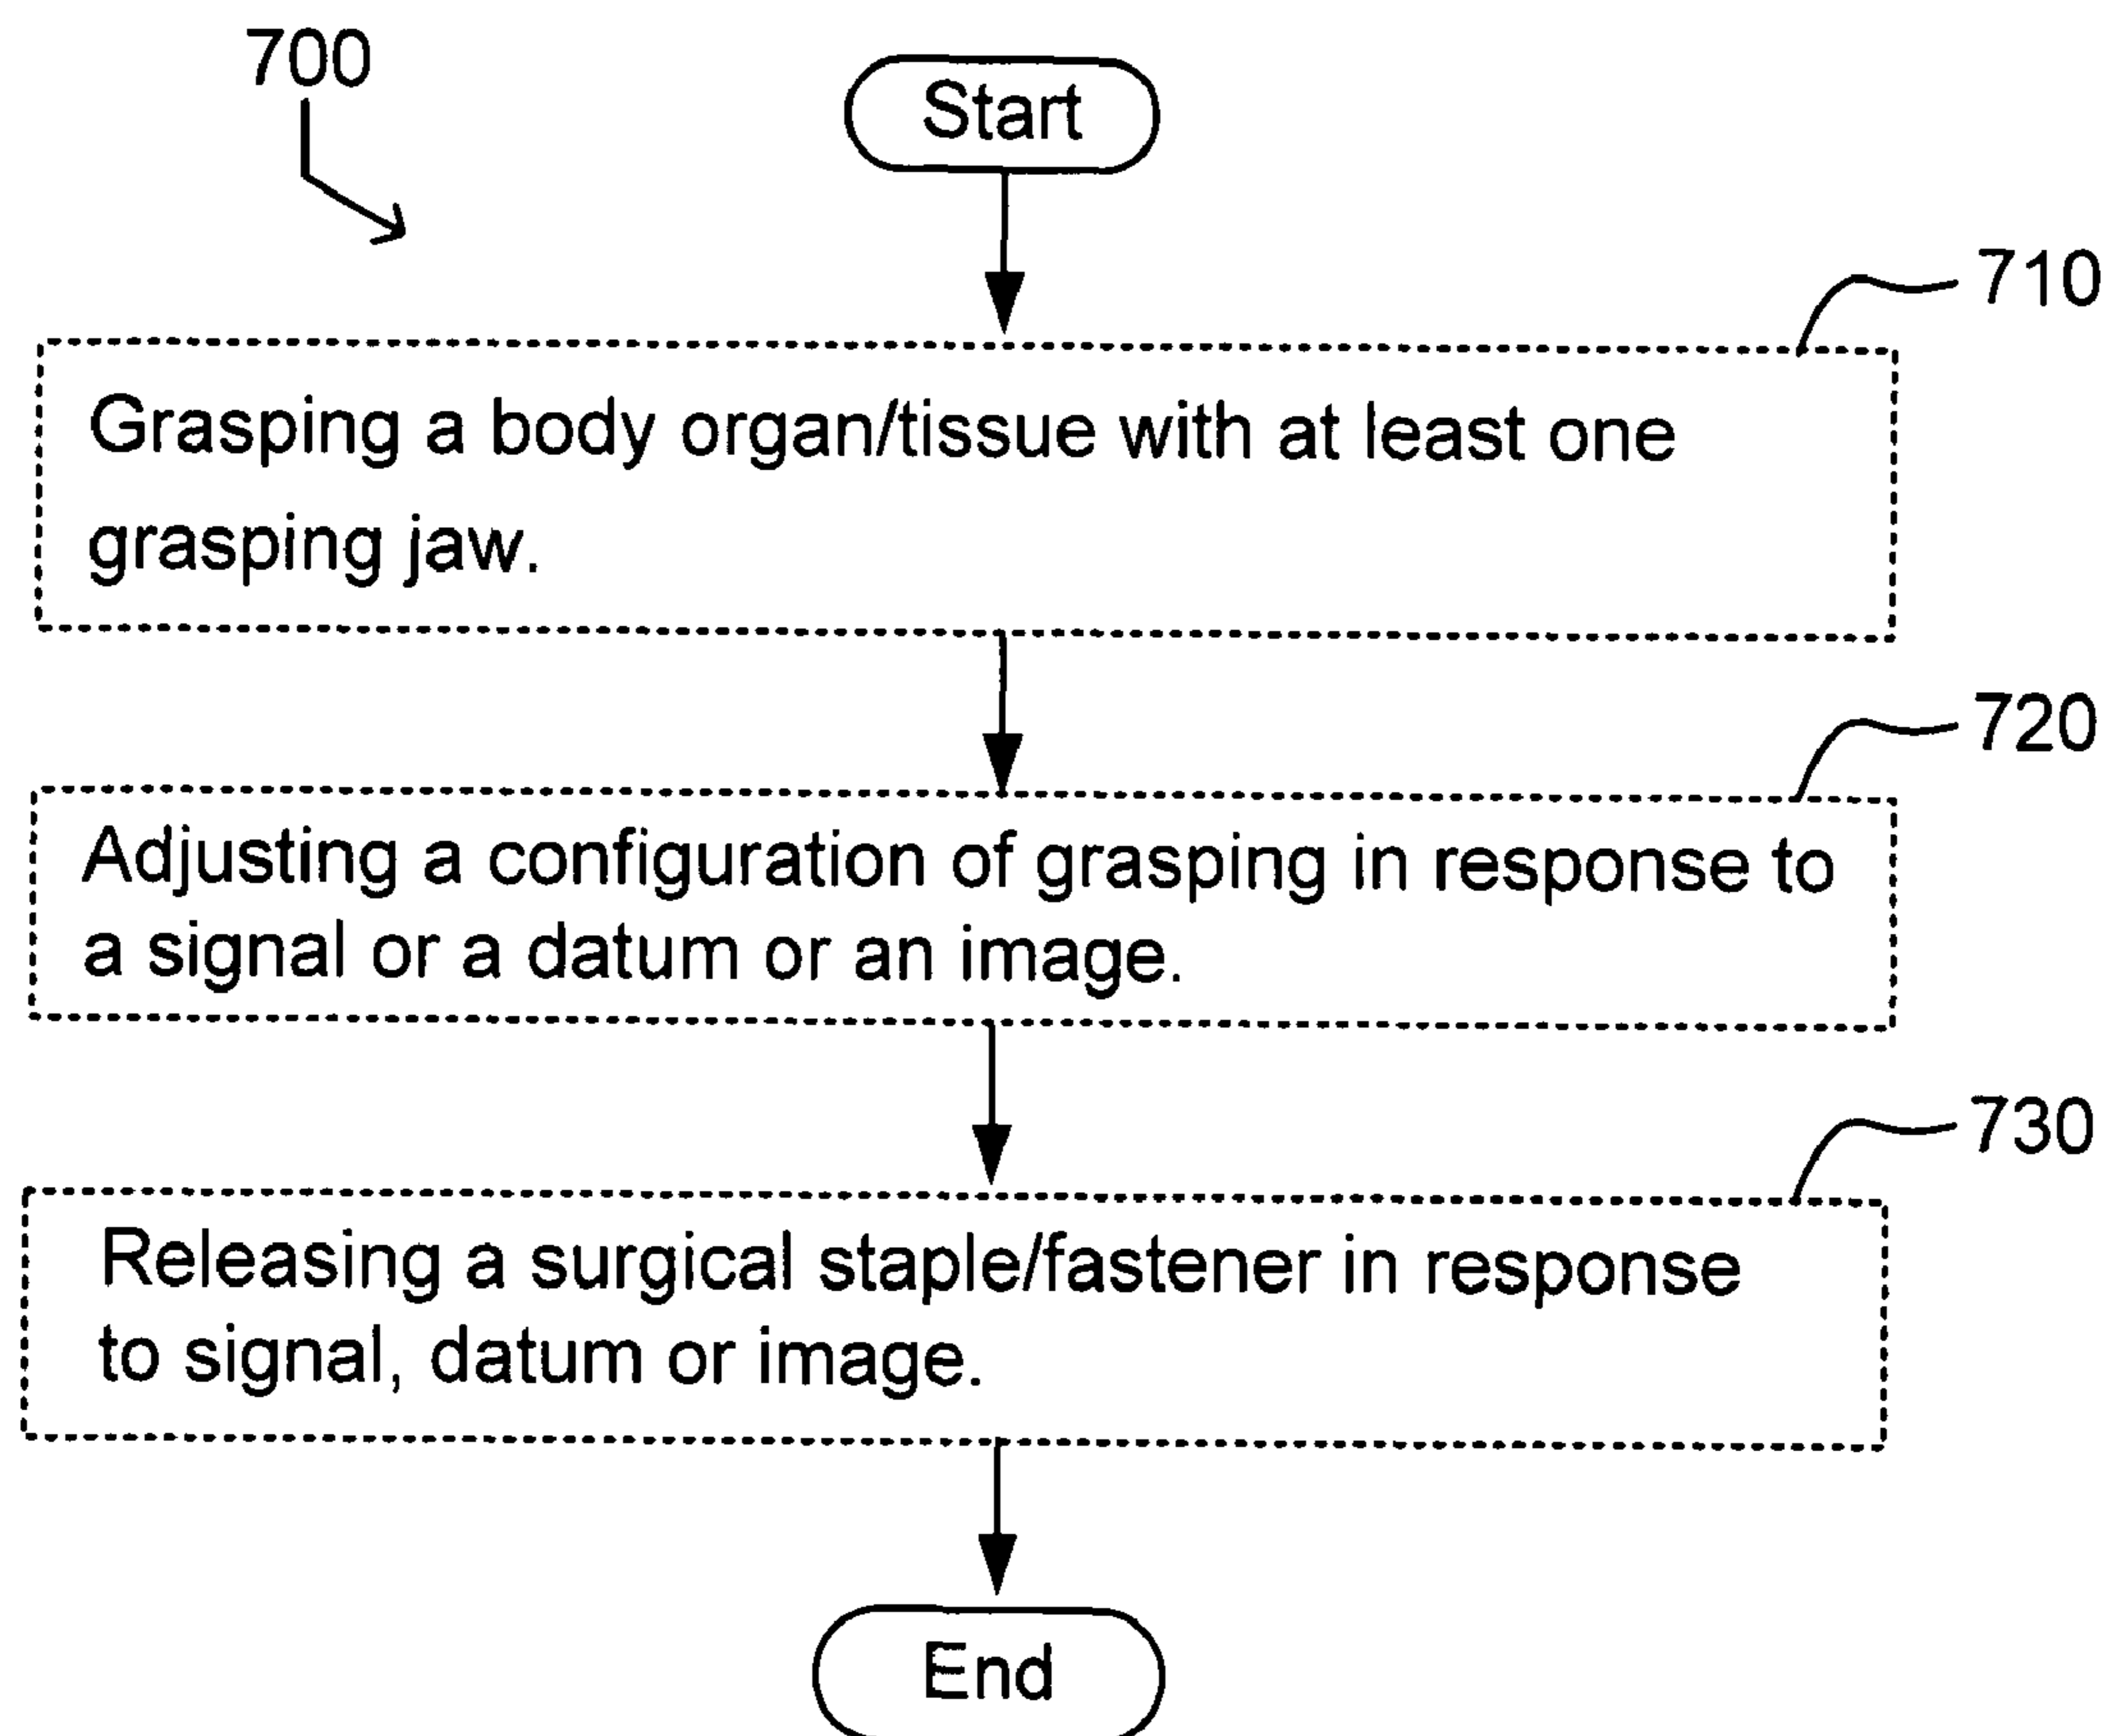 700
Start
710
Grasping a body organ/tissue with at least one
grasping jaw.
720
Adjusting a configuration of grasping in response to
a signal or a datum or an image.
730
Releasing a surgical staple/fastener in response
to signal, datum or image.
End